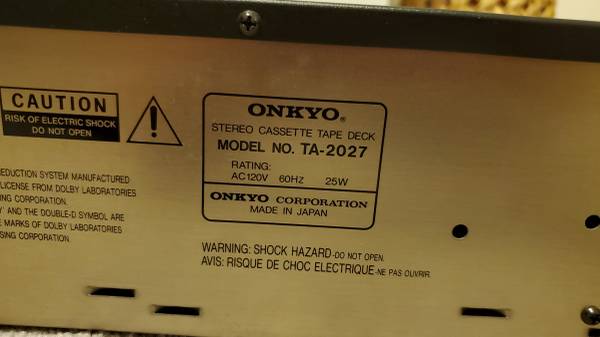 CAUTION
RISK OF ELECTRIC SHOCK
DO NOT OPEN
ONKYO®
STEREO CASSETTE TAPE DECK
MODEL NO. TA-2027
RATING:
AC120V 60HZ 25W
ONKYO CORPORATION
MADE IN JAPAN
EDUCTION SYSTEM MANUFACTURED
LICENSE FROM DOLBY LABORATORIES
ING CORPORATION.
Y' AND THE DOUBLE-D SYMBOL ARE
MARKS OF DOLBY LABORATORIES
SING CORPORATION.
WARNING: SHOCK HAZARD-DO NOT OPEN.
AVIS: RISQUE DE CHOC ELECTRIQUE-NE PAS OUVRIR